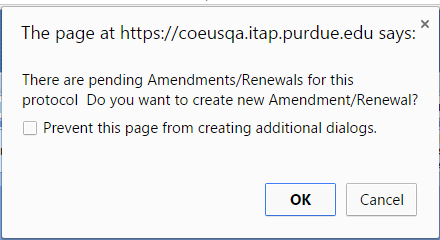 The page at https://coeusqa.itap.purdue.edu says:
There are pending Amendments/Renewals for this
protocol  Do you want to create new Amendment/Renewal?
Prevent this page from creating additional dialogs.
OK
Cancel